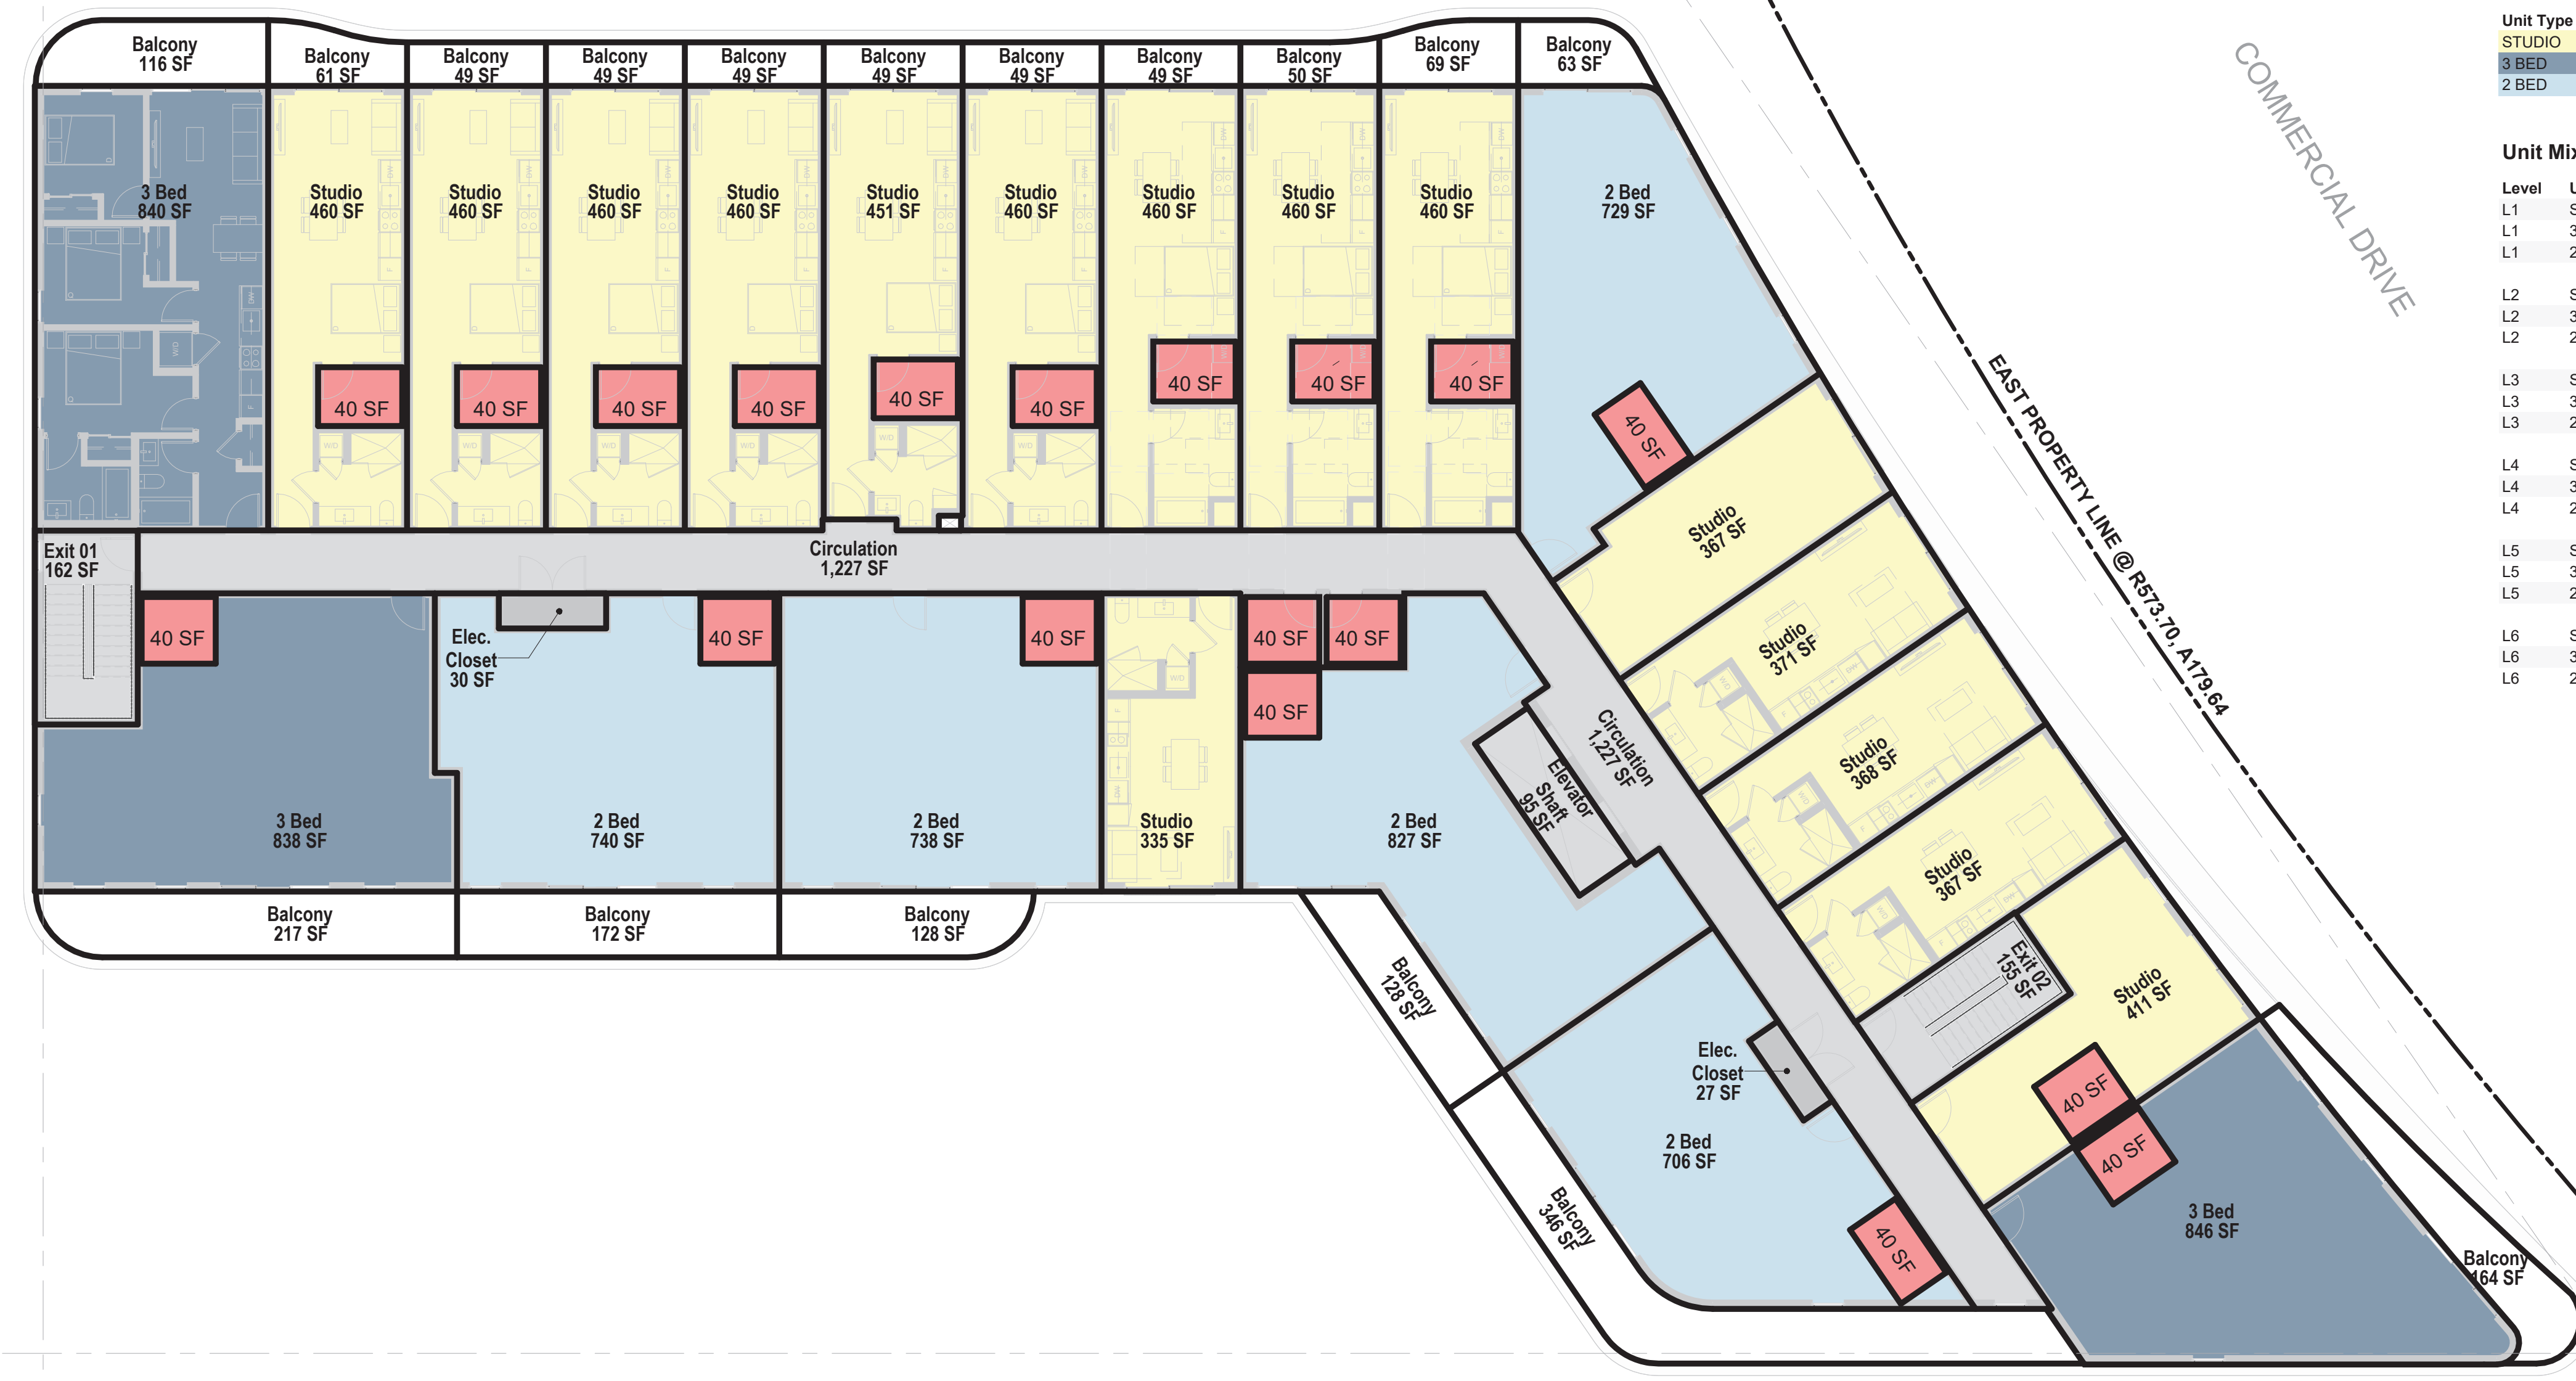 Unit Type
STUDIO
3 BED
2 BED
Unit Mix
Level
L1
L1
L1
L2
L2
L2
L3
L3
L3
L4
L4
L4
L5
L5
L5
L6
L6
L6
COMMERCIAL DRIVE
EAST PROPERTY LINE @ R573.70, A179.64
Balcony
116 SF
Balcony
61 SF
Balcony
49 SF
Balcony
49 SF
Balcony
49 SF
Balcony
49 SF
Balcony
49 SF
Balcony
49 SF
Balcony
50 SF
Balcony
69 SF
Balcony
63 SF
3 Bed
840 SF
Studio
460 SF
Studio
460 SF
Studio
460 SF
Studio
460 SF
Studio
451 SF
Studio
460 SF
Studio
460 SF
Studio
460 SF
Studio
460 SF
2 Bed
729 SF
40 SF
40 SF
40 SF
40 SF
40 SF
40 SF
40 SF
40 SF
40 SF
40 SF
Studio
367 SF
Exit 01
162 SF
Circulation
1,227 SF
40 SF
Elec.
Closet
30 SF
40 SF
40 SF
40 SF
40 SF
40 SF
Studio
371 SF
Circulation
1,227 SF
Studio
368 SF
Elevator
Shaft
95 SF
3 Bed
838 SF
2 Bed
740 SF
2 Bed
738 SF
Studio
335 SF
2 Bed
827 SF
Studio
367 SF
Balcony
217 SF
Balcony
172 SF
Balcony
128 SF
Exit 02
155 SF
Studio
411 SF
Balcony
128 SF
Elec.
Closet
27 SF
40 SF
40 SF
2 Bed
706 SF
3 Bed
846 SF
Balcony
346 SF
40 SF
Balcony
164 SF